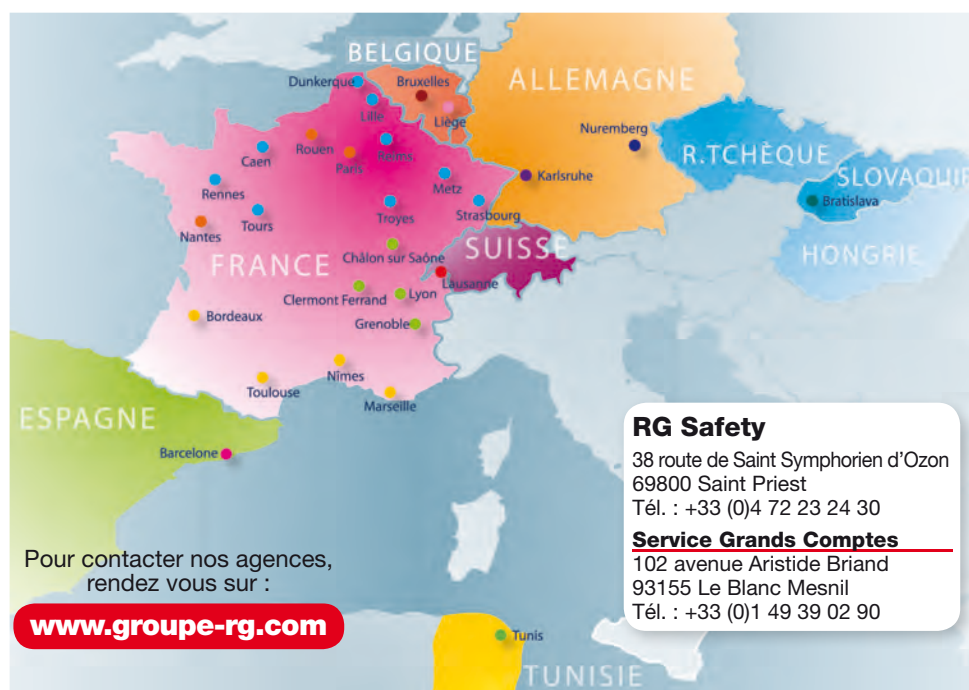 BELGIQUE
Dunkerque
Bruxelles
ALLEMAGNE
Lille
Liège
Nuremberg
Rouen
Caen
Reims
Paris
R.TCHÈQUE
Metz
Karlsruhe
SLOVAQUIE
Rennes
Bratislava
Troyes
Strasbourg
Tours
Nantes
SUISSE
Châlon sur Saône
HONGRIE
FRANCE
Lausanne
Clermont Ferrand
Lyon
Bordeaux
Grenoble
Nîmes
Toulouse
Marseille
ESPAGNE
Barcelone
RG Safety
38 route de Saint Symphorien d'Ozon
69800 Saint Priest
Tél. : +33 (0)4 72 23 24 30
Service Grands Comptes
102 avenue Aristide Briand
93155 Le Blanc Mesnil
Tél. : +33 (0)1 49 39 02 90
Pour contacter nos agences,
rendez vous sur :
www.groupe-rg.com
Tunis
TUNISIE